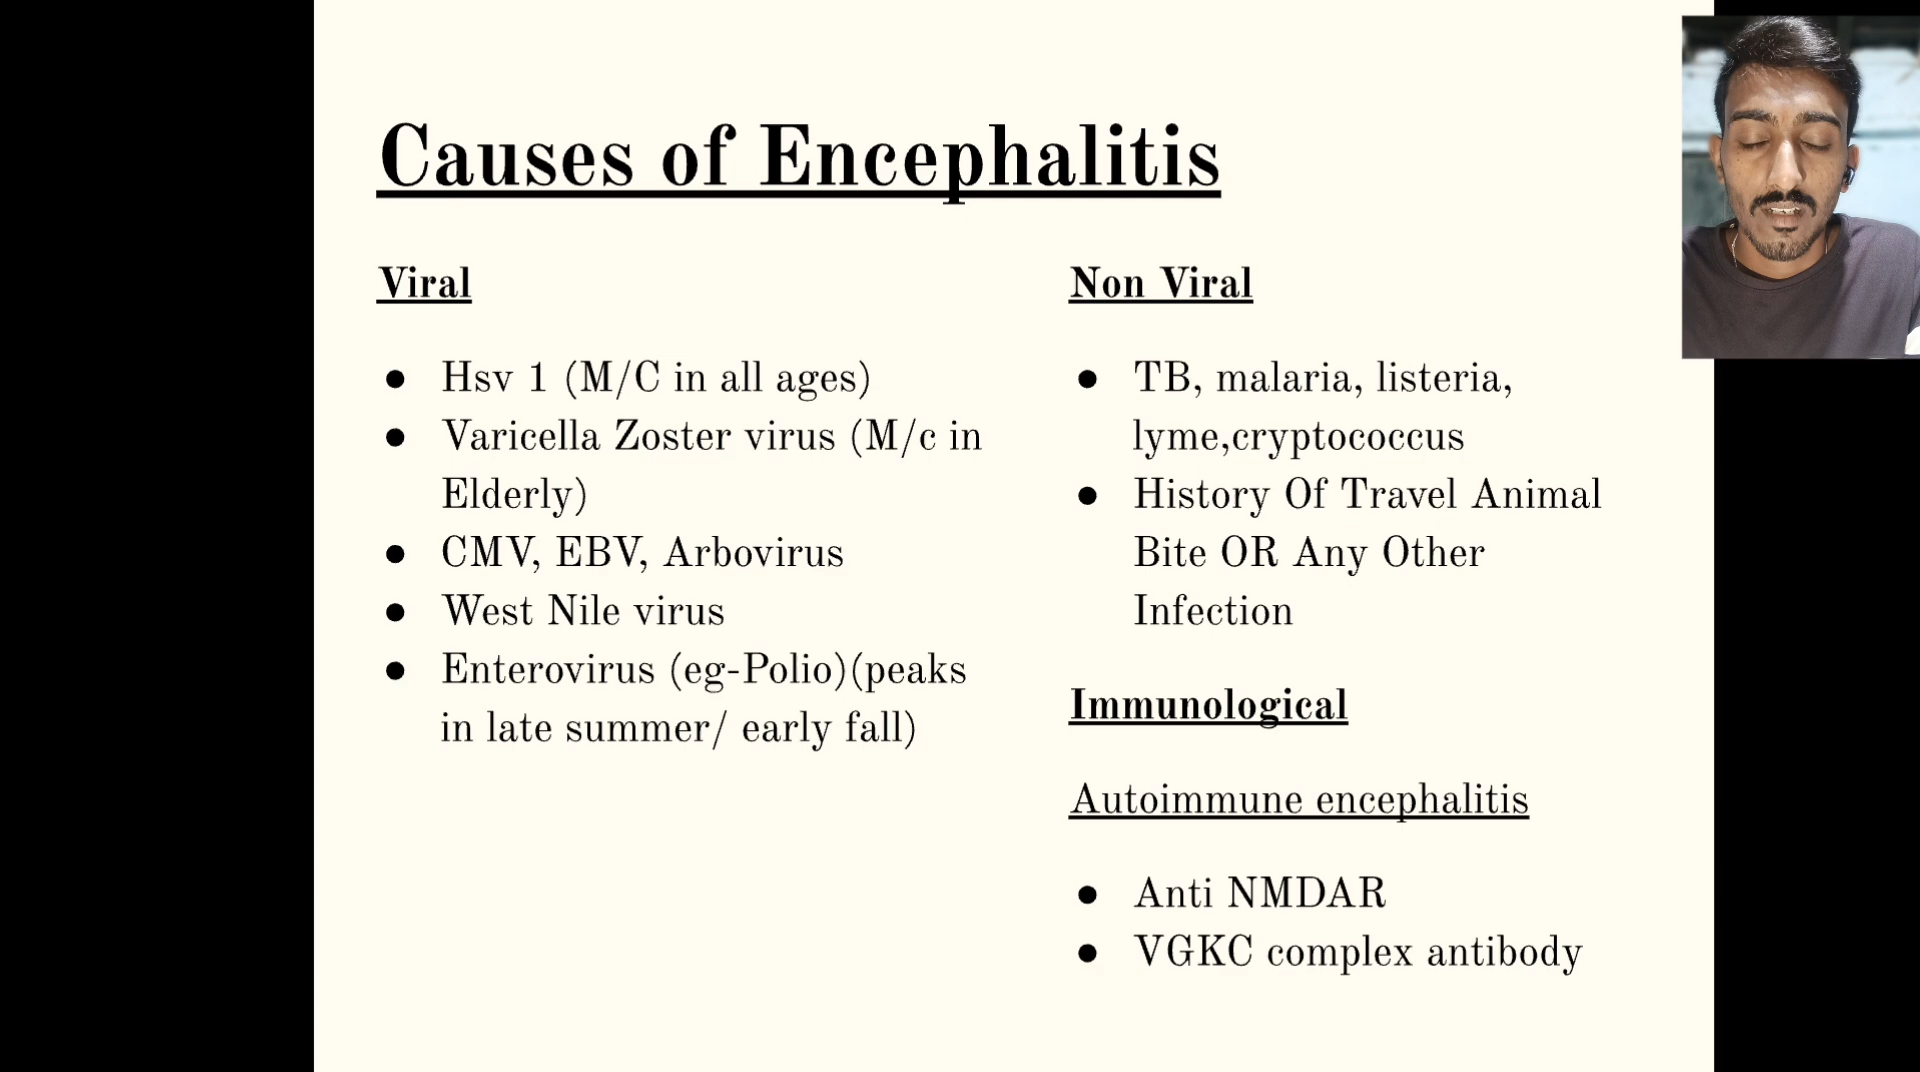 Causes of Encephalitis
Viral
● Hsv 1 (M/C in all ages)
● Varicella Zoster virus (M/c in
Elderly)
● CMV, EBV, Arbovirus
● West Nile virus
● Enterovirus (eg-Polio)(peaks
in late summer/ early fall)
Non Viral
● TB, malaria, listeria,
lyme,cryptococcus
● History Of Travel Animal
Bite OR Any Other
Infection
Immunological
Autoimmune encephalitis
● Anti NMDAR
● VGKC complex antibody